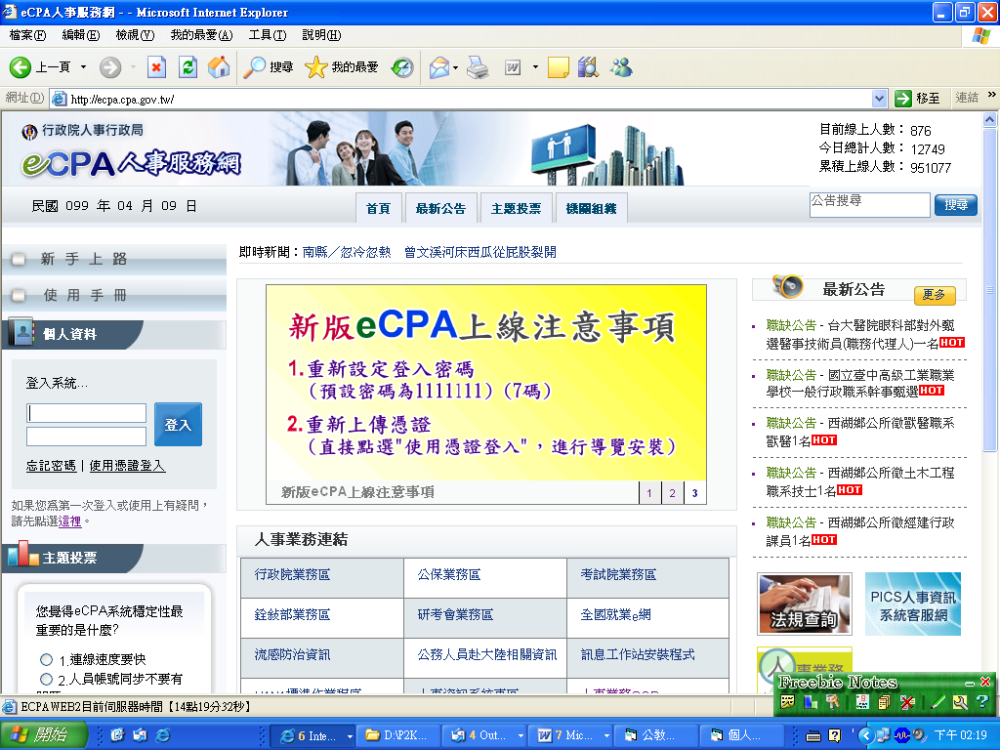 eCPA人事服務網 - - Microsoft Internet Explorer
檔案(F) 編輯(E) 檢視(V) 我的最愛(A) 工具(T) 說明(H)
上一頁 搜尋 我的最愛
網址(D) http://ecpa.cpa.gov.tw/ 移至 連結 »
行政院人事行政局
eCPA人事服務網
目前線上人數: 876
今日總計人數: 12749
累積上線人數: 951077
民國 099 年 04 月 09 日
首頁 最新公告 主題投票 機關組織
公告搜尋 搜尋
新手上路
使用手冊
個人資料
登入系統...
登入
忘記密碼 | 使用憑證登入
如果您為第一次登入或使用上有疑問，
請先點選這裡。
主題投票
您覺得eCPA系統穩定性最
重要的是什麼?
1.連線速度要快
2.人員帳號同步不要有
即時新聞：南縣／忽冷忽熱 曾文溪河床西瓜從屁股裂開
新版eCPA上線注意事項
1.重新設定登入密碼
(預設密碼為1111111) (7碼)
2.重新上傳憑證
(直接點選"使用憑證登入"，進行導覽安裝)
新版eCPA上線注意事項 1 2 3
人事業務連結
行政院業務區 公保業務區 考試院業務區
銓敘部業務區 研考會業務區 全國就業e網
流感防治資訊 公務人員赴大陸相關資訊 訊息工作站安裝程式
最新公告 更多
職缺公告 - 台大醫院眼科部對外甄
選醫事技術員(職務代理人)一名HOT
職缺公告 - 國立臺中高級工業職業
學校一般行政職系幹事甄選HOT
職缺公告 - 西湖鄉公所徵獸醫職系
獸醫1名HOT
職缺公告 - 西湖鄉公所徵土木工程
職系技士1名HOT
職缺公告 - 西湖鄉公所徵經建行政
課員1名HOT
法規查詢
PICS人事資訊
系統客服網
人事業務
Freebie Notes
ECPAWEB2目前伺服器時間【14點19分32秒】
開始 6 Inte... D:\P2K... 4 Out... 7 Mic... 公教... 個人... 下午 02:19